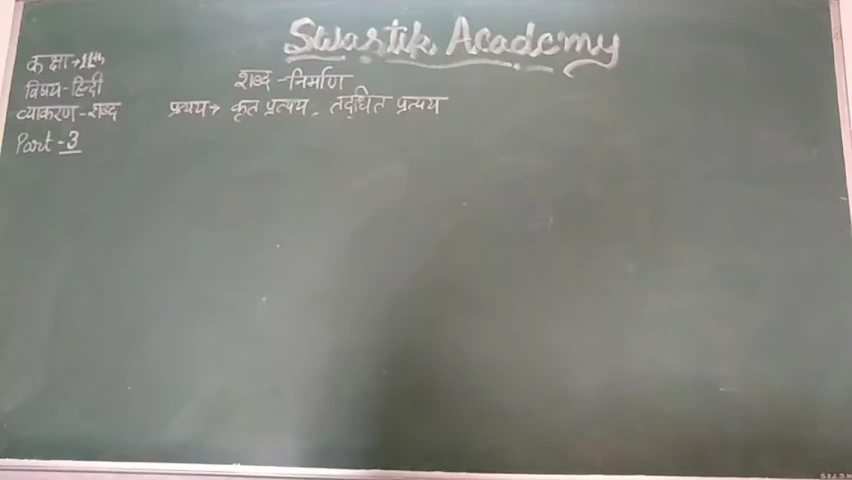 Swastik Academy
कक्षा → 11th
विषय - हिन्दी
शब्द - निर्माण
व्याकरण - शब्द
प्रत्यय → कृत प्रत्यय, तद्धित प्रत्यय
Part - 3